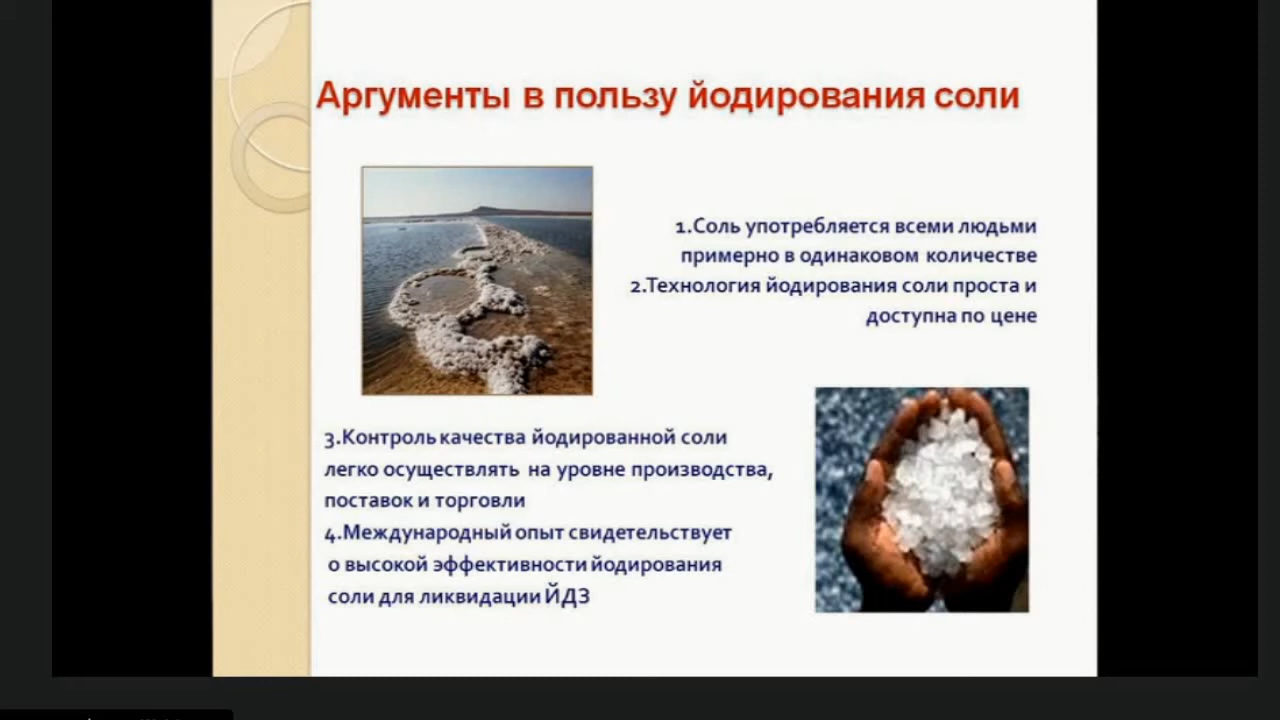 Аргументы в пользу йодирования соли
1.Соль употребляется всеми людьми
примерно в одинаковом количестве
2.Технология йодирования соли проста и
доступна по цене
3.Контроль качества йодированной соли
легко осуществлять на уровне производства,
поставок и торговли
4.Международный опыт свидетельствует
о высокой эффективности йодирования
соли для ликвидации ЙДЗ